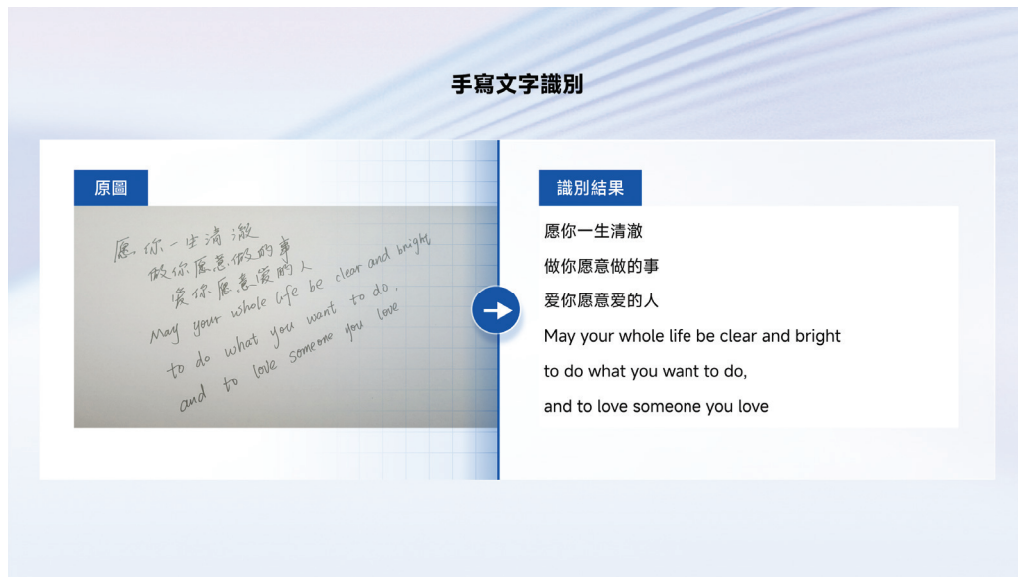 手寫文字識別
原圖
愿你一生清澈
做你愿意做的事
爱你愿意爱的人
May your whole life be clear and bright
to do what you want to do.
and to love someone you love
識別結果
愿你一生清澈
做你愿意做的事
爱你愿意爱的人
May your whole life be clear and bright
to do what you want to do,
and to love someone you love